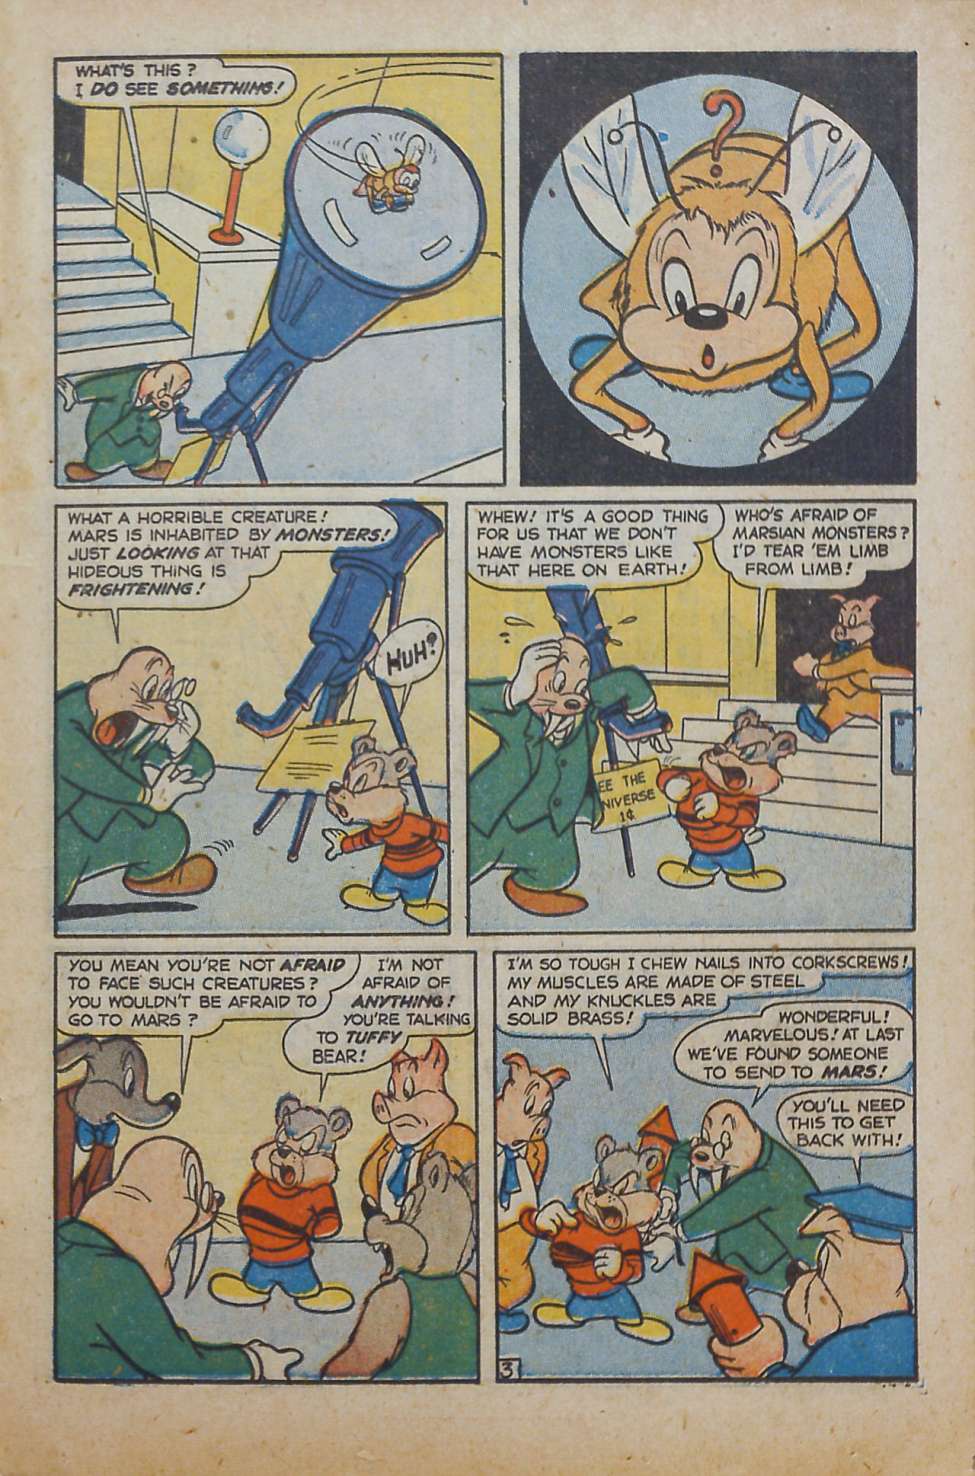 WHAT'S THIS?
I DO SEE SOMETHING!
?
WHAT A HORRIBLE CREATURE!
MARS IS INHABITED BY MONSTERS!
JUST LOOKING AT THAT
HIDEOUS THING IS
FRIGHTENING!
HUH?
WHEW! IT'S A GOOD THING
FOR US THAT WE DON'T
HAVE MONSTERS LIKE
THAT HERE ON EARTH!
WHO'S AFRAID OF
MARSIAN MONSTERS?
I'D TEAR 'EM LIMB
FROM LIMB!
EE THE
NIVERSE
1¢
YOU MEAN YOU'RE NOT AFRAID
TO FACE SUCH CREATURES?
YOU WOULDN'T BE AFRAID TO
GO TO MARS?
I'M NOT
AFRAID OF
ANYTHING!
YOU'RE TALKING
TO TUFFY
BEAR!
I'M SO TOUGH I CHEW NAILS INTO CORKSCREWS!
MY MUSCLES ARE MADE OF STEEL
AND MY KNUCKLES ARE
SOLID BRASS!
WONDERFUL!
MARVELOUS! AT LAST
WE'VE FOUND SOMEONE
TO SEND TO MARS!
YOU'LL NEED
THIS TO GET
BACK WITH!
3